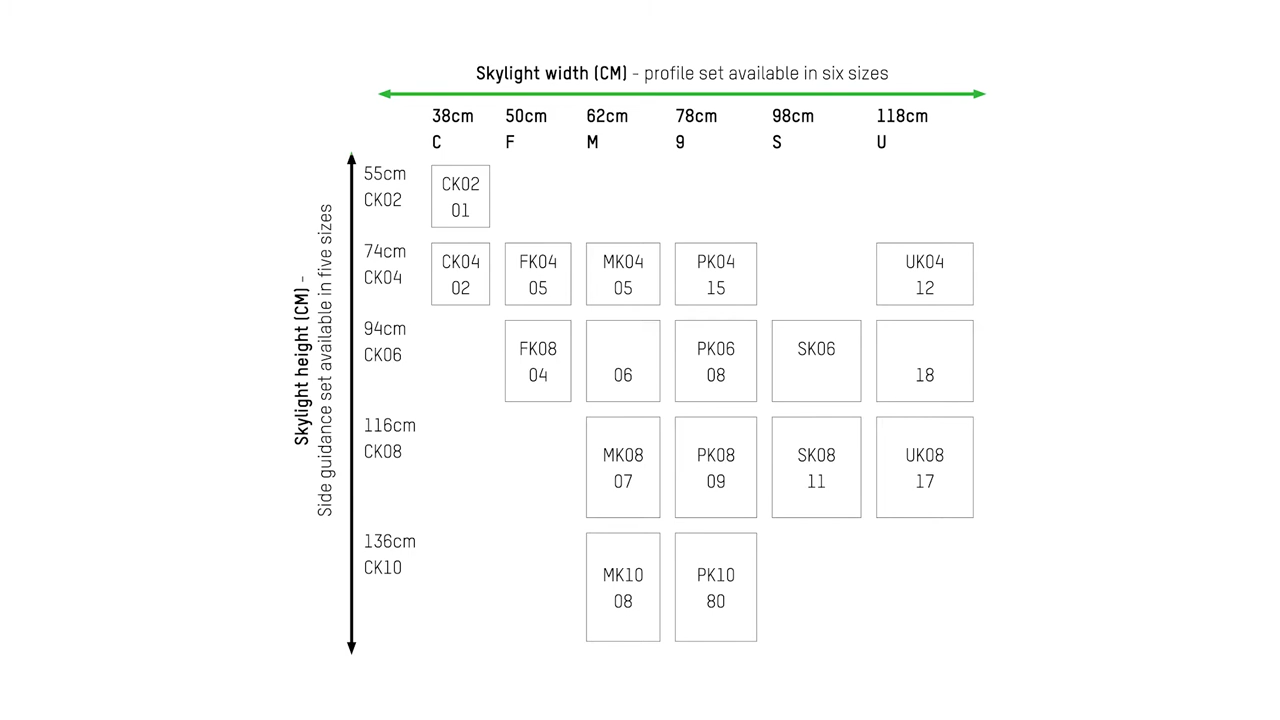 Skylight width (CM) - profile set available in six sizes
38cm 50cm 62cm 78cm 98cm 118cm
C F M 9 S U
Skylight height (CM) -
Side guidance set available in five sizes
55cm
CK02
CK02
01
74cm
CK04
CK04 FK04 MK04 PK04 UK04
02 05 05 15 12
94cm
CK06
FK08 PK06 SK06
04 06 08 18
116cm
CK08
MK08 PK08 SK08 UK08
07 09 11 17
136cm
CK10
MK10 PK10
08 80